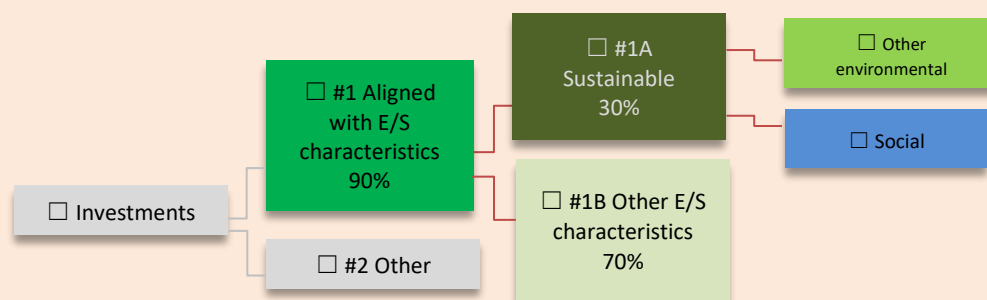 ☐ Investments
☐ #1 Aligned
with E/S
characteristics
90%
☐ #2 Other
☐ #1A
Sustainable
30%
☐ #1B Other E/S
characteristics
70%
☐ Other
environmental
☐ Social